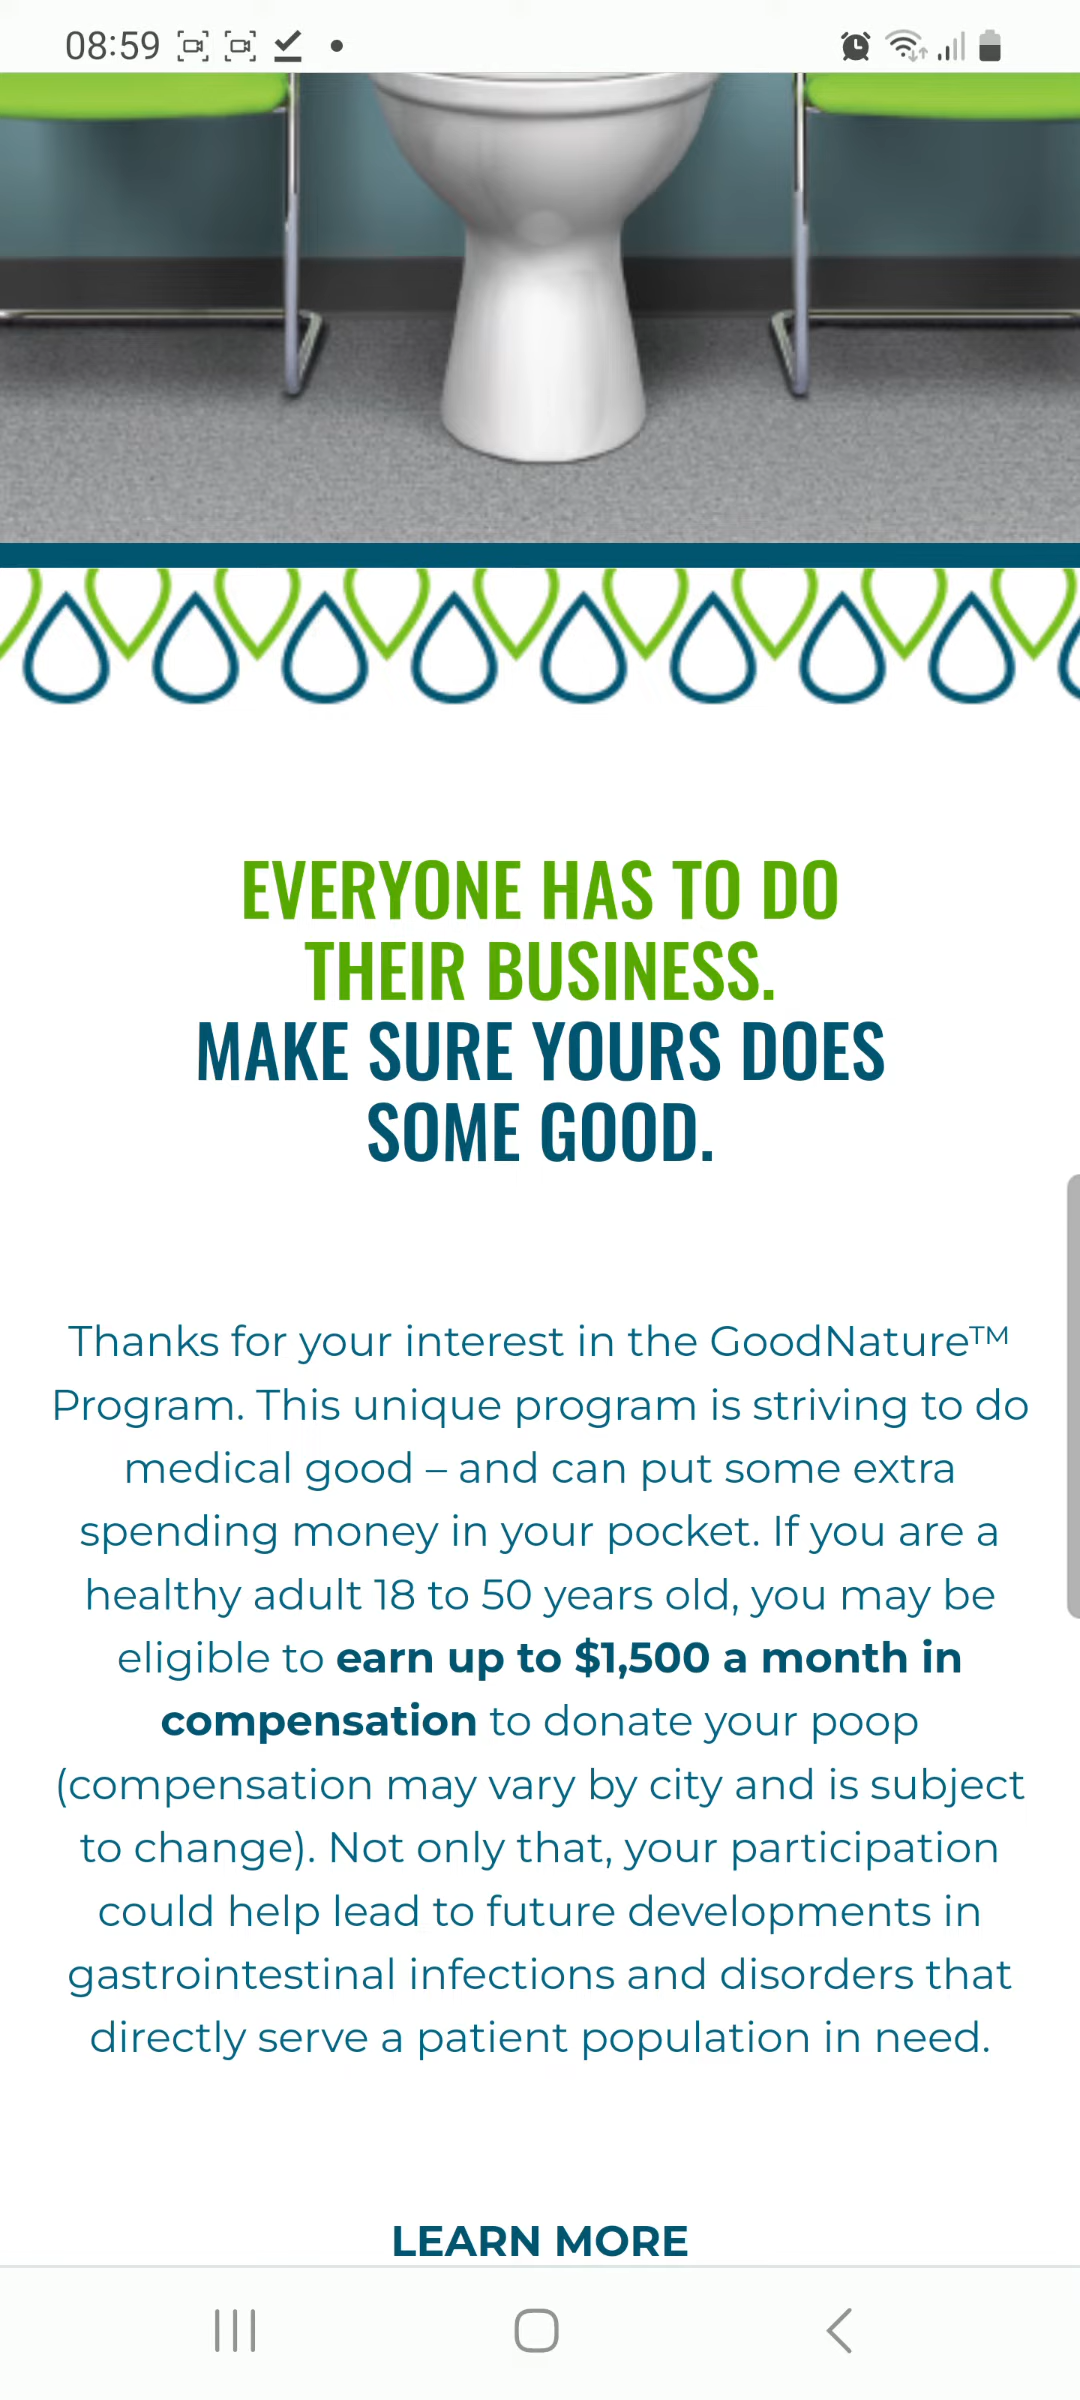 08:59
EVERYONE HAS TO DO
THEIR BUSINESS.
MAKE SURE YOURS DOES
SOME GOOD.
Thanks for your interest in the GoodNature™
Program. This unique program is striving to do
medical good – and can put some extra
spending money in your pocket. If you are a
healthy adult 18 to 50 years old, you may be
eligible to earn up to $1,500 a month in
compensation to donate your poop
(compensation may vary by city and is subject
to change). Not only that, your participation
could help lead to future developments in
gastrointestinal infections and disorders that
directly serve a patient population in need.
LEARN MORE